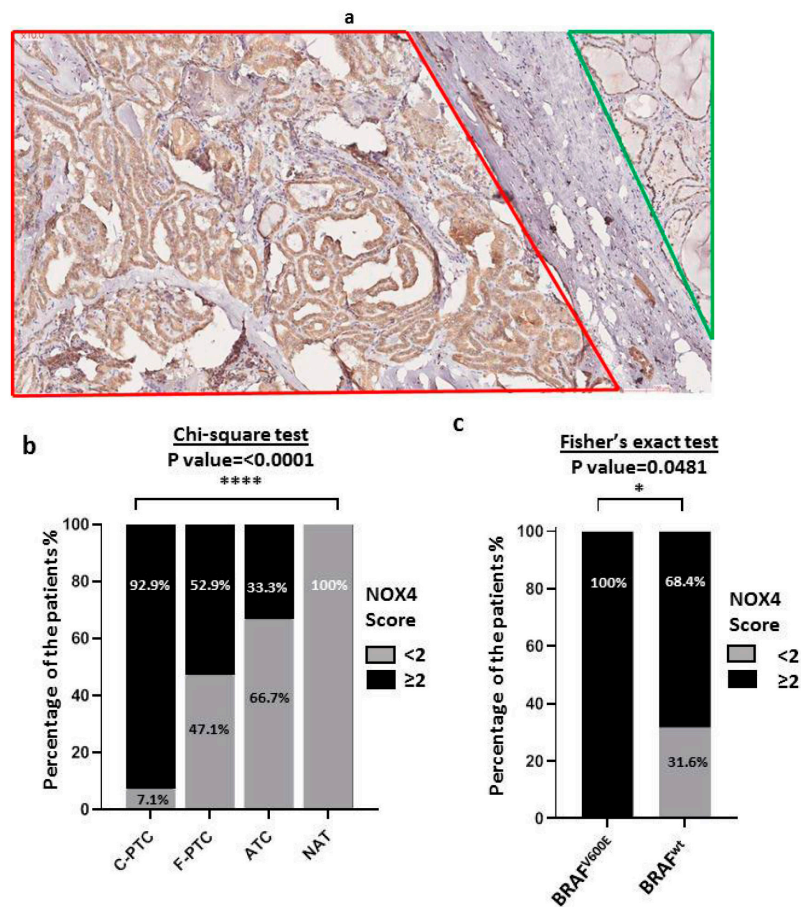 a
x10.0
b
Chi-square test
P value=<0.0001
****
Percentage of the patients%
100
80
60
40
20
0
92.9%
7.1%
52.9%
47.1%
33.3%
66.7%
100%
C-PTC
F-PTC
ATC
NAT
NOX4
Score
<2
≥2
c
Fisher's exact test
P value=0.0481
*
Percentage of the patients%
100
80
60
40
20
0
100%
68.4%
31.6%
BRAFV600E
BRAFwt
NOX4
Score
<2
≥2